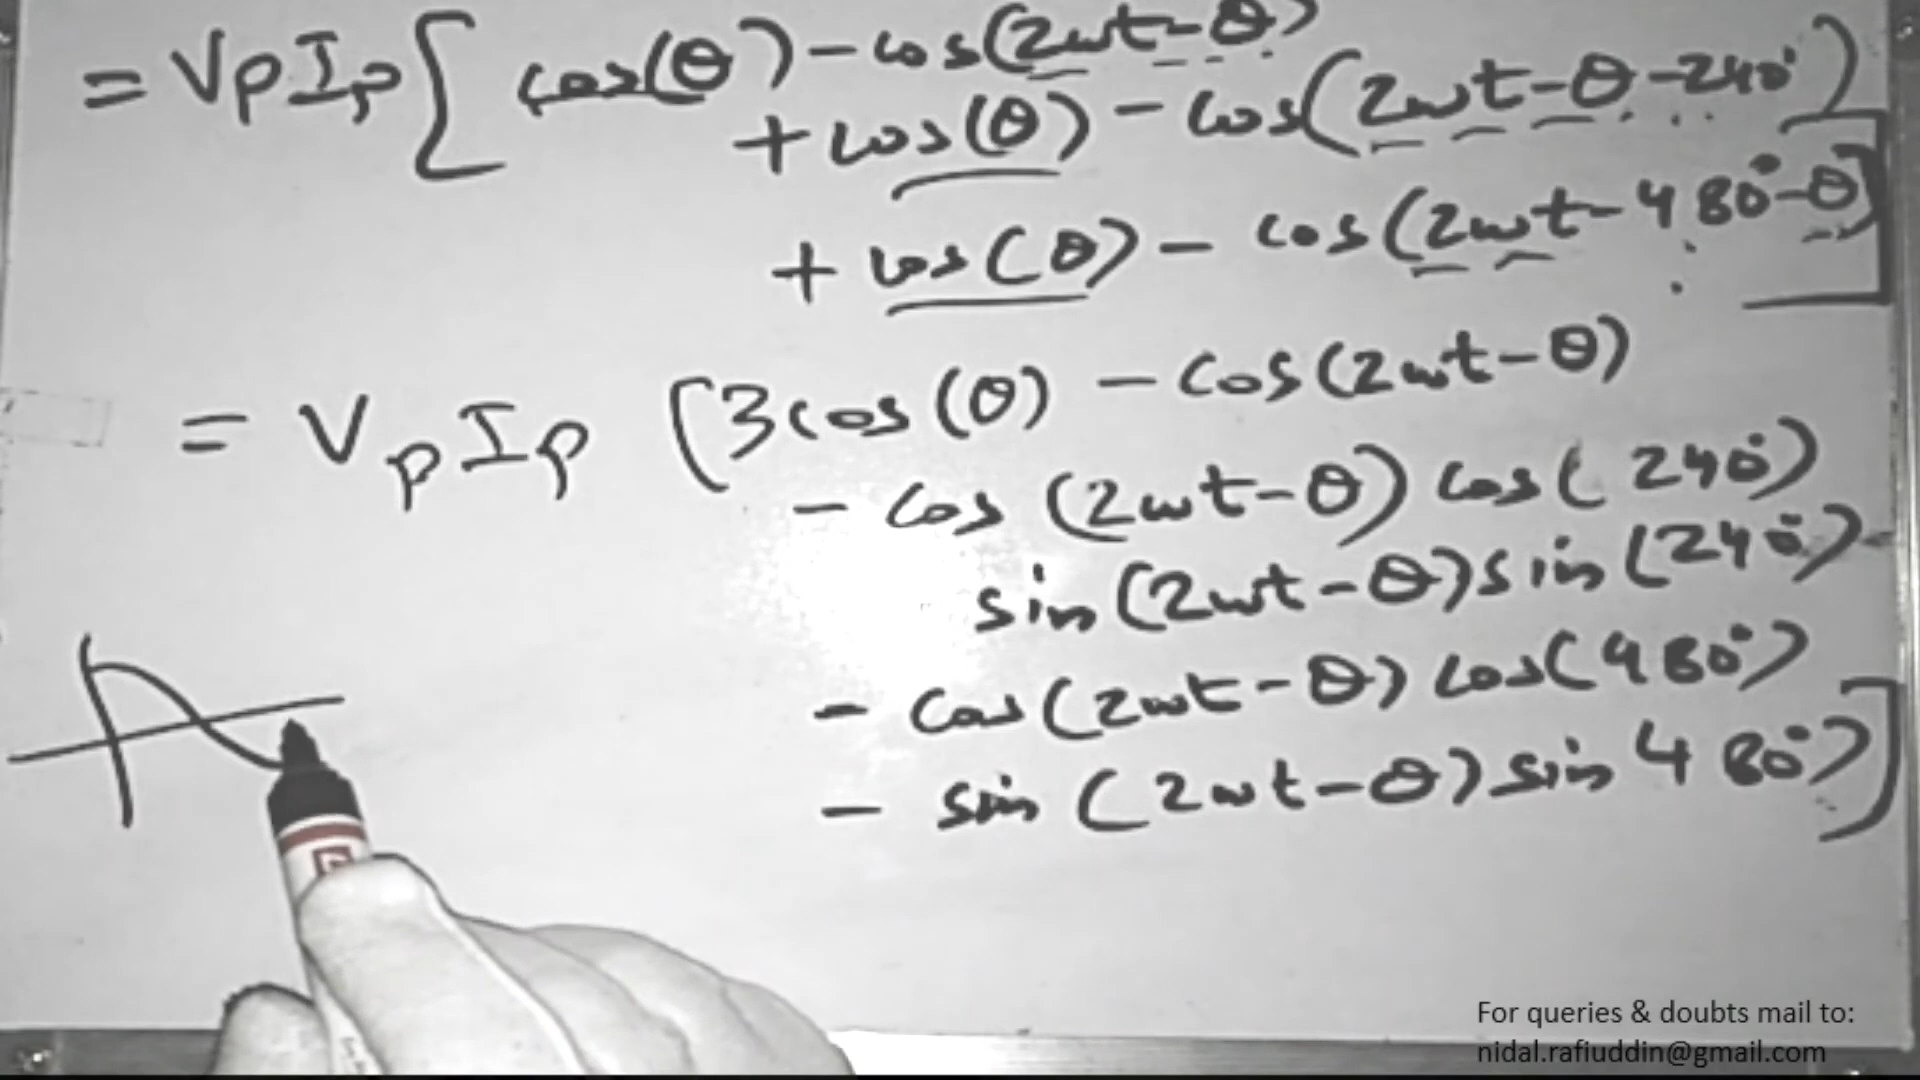 = VpIp[ cos(θ) - cos(2ωt-θ)
+ cos(θ) - cos(2ωt-θ-240°)
+ cos(θ) - cos(2ωt-480°-θ)]
= VpIp [3cos(θ) - cos(2ωt-θ)
- cos(2ωt-θ) cos(240°)
sin(2ωt-θ)sin(240°)-
- cos(2ωt-θ) cos(480°)
- sin(2ωt-θ)sin 480°)]
For queries & doubts mail to:
nidal.rafiuddin@gmail.com